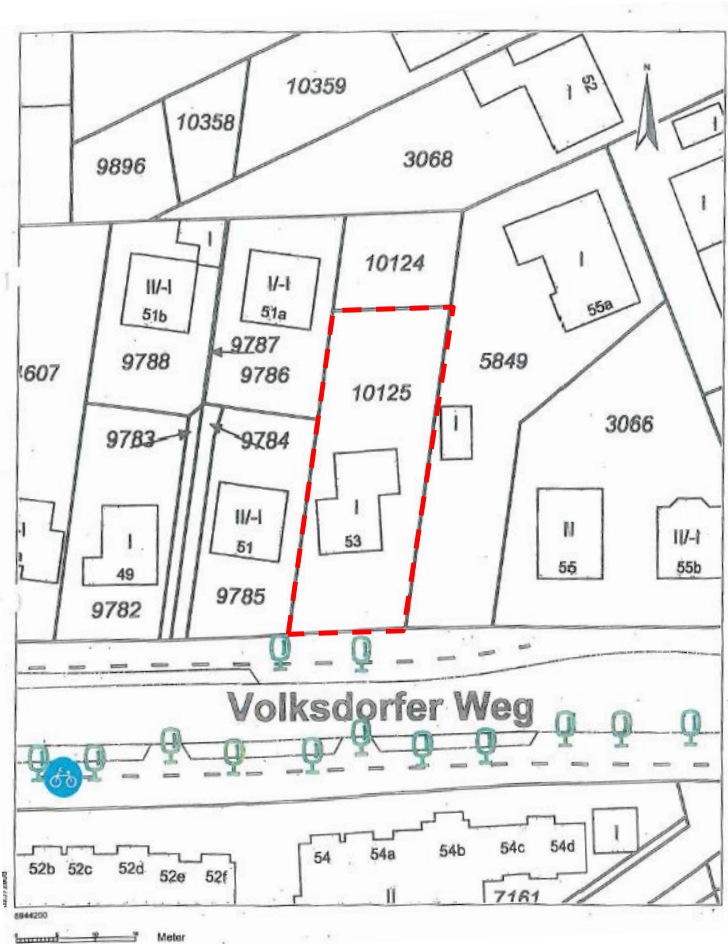 10359
52
I
10358
9896
3068
N
I
I
I
10124
I
II/-I
51b
I/-I
51a
55a
9787
9788
9786
5849
10125
3066
I
9783
9784
II/-I
51
I
53
I
49
II
55
II/-I
55b
9782
9785
Volksdorfer Weg
52b 52c 52d 52e 52f
54 54a 54b 54c 54d
I
II
7161
5944200
Meter